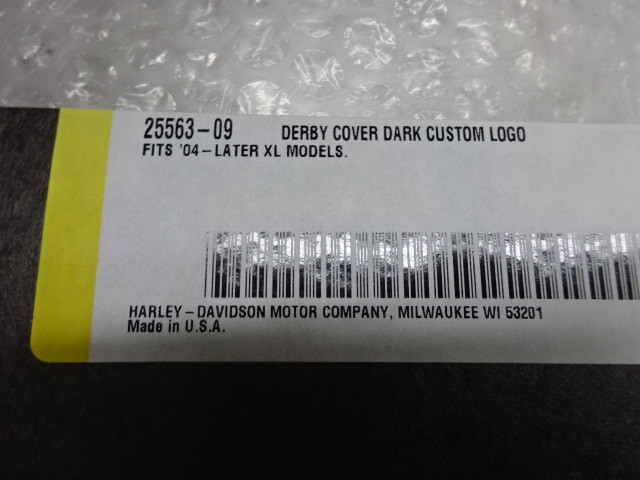 25563-09 DERBY COVER DARK CUSTOM LOGO
FITS '04-LATER XL MODELS.
HARLEY-DAVIDSON MOTOR COMPANY, MILWAUKEE WI 53201
Made in U.S.A.